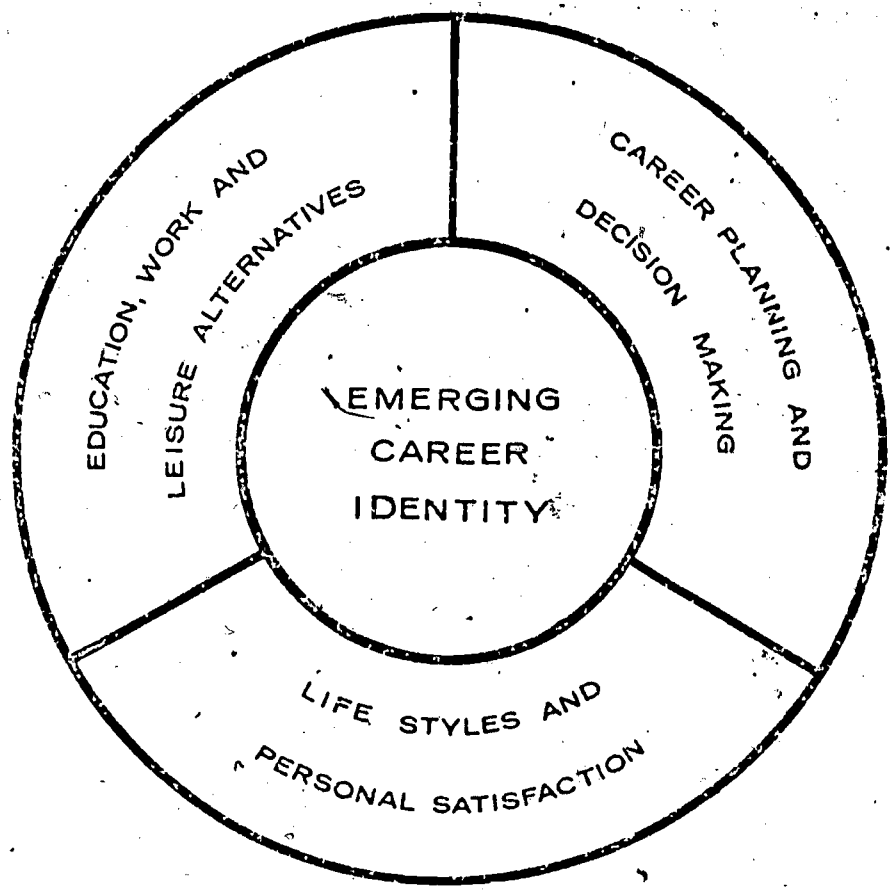 EDUCATION, WORK AND
LEISURE ALTERNATIVES
CAREER PLANNING AND
DECISION MAKING
EMERGING
CAREER
IDENTITY
LIFE STYLES AND
PERSONAL SATISFACTION